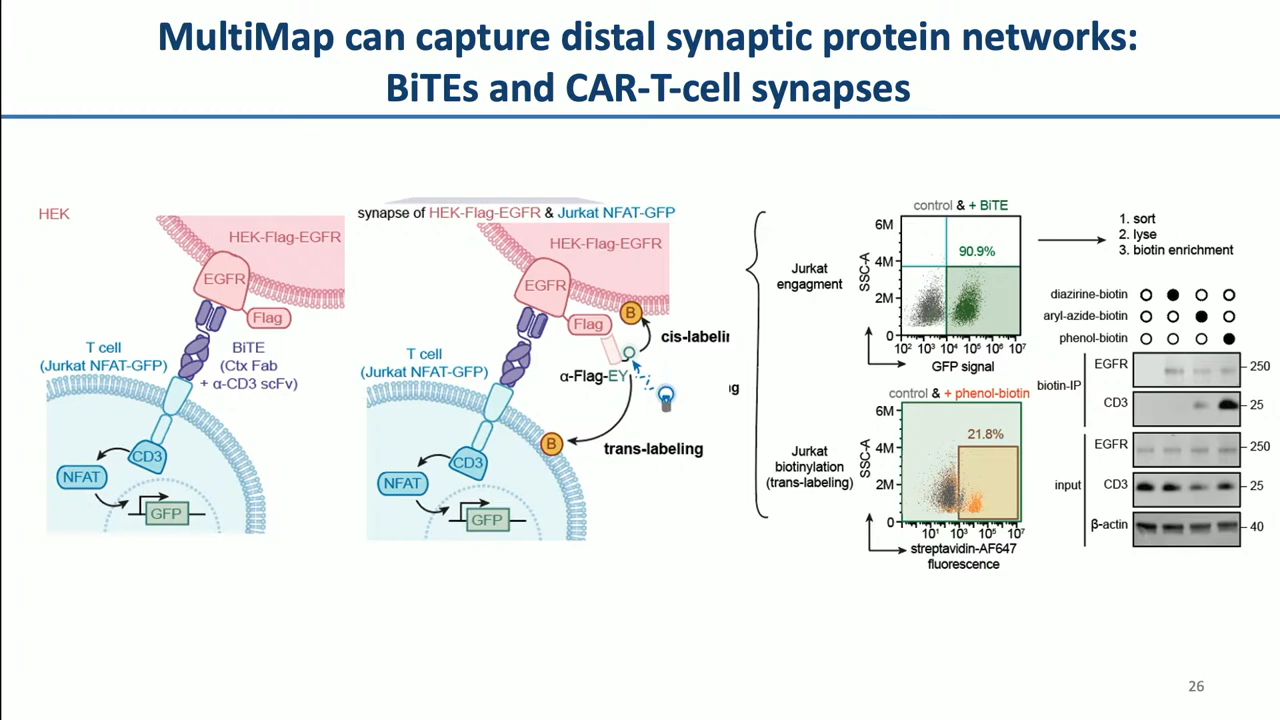 MultiMap can capture distal synaptic protein networks:
BiTEs and CAR-T-cell synapses
HEK
HEK-Flag-EGFR
EGFR
Flag
T cell
(Jurkat NFAT-GFP)
BiTE
(Ctx Fab
+ α-CD3 scFv)
CD3
NFAT
GFP
synapse of HEK-Flag-EGFR & Jurkat NFAT-GFP
HEK-Flag-EGFR
EGFR
Flag
B
cis-labelin
T cell
(Jurkat NFAT-GFP)
α-Flag-EY
B
trans-labeling
CD3
NFAT
GFP
g
Jurkat
engagment
control & + BiTE
6M
4M
2M
0
SSC-A
90.9%
10² 10³ 10⁴ 10⁵ 10⁶ 10⁷
GFP signal
Jurkat
biotinylation
(trans-labeling)
control & + phenol-biotin
6M
4M
2M
0
SSC-A
21.8%
10¹ 10³ 10⁵ 10⁷
streptavidin-AF647
fluorescence
1. sort
2. lyse
3. biotin enrichment
diazirine-biotin
aryl-azide-biotin
phenol-biotin
biotin-IP
EGFR 250
CD3 25
input
EGFR 250
CD3 25
β-actin 40
26